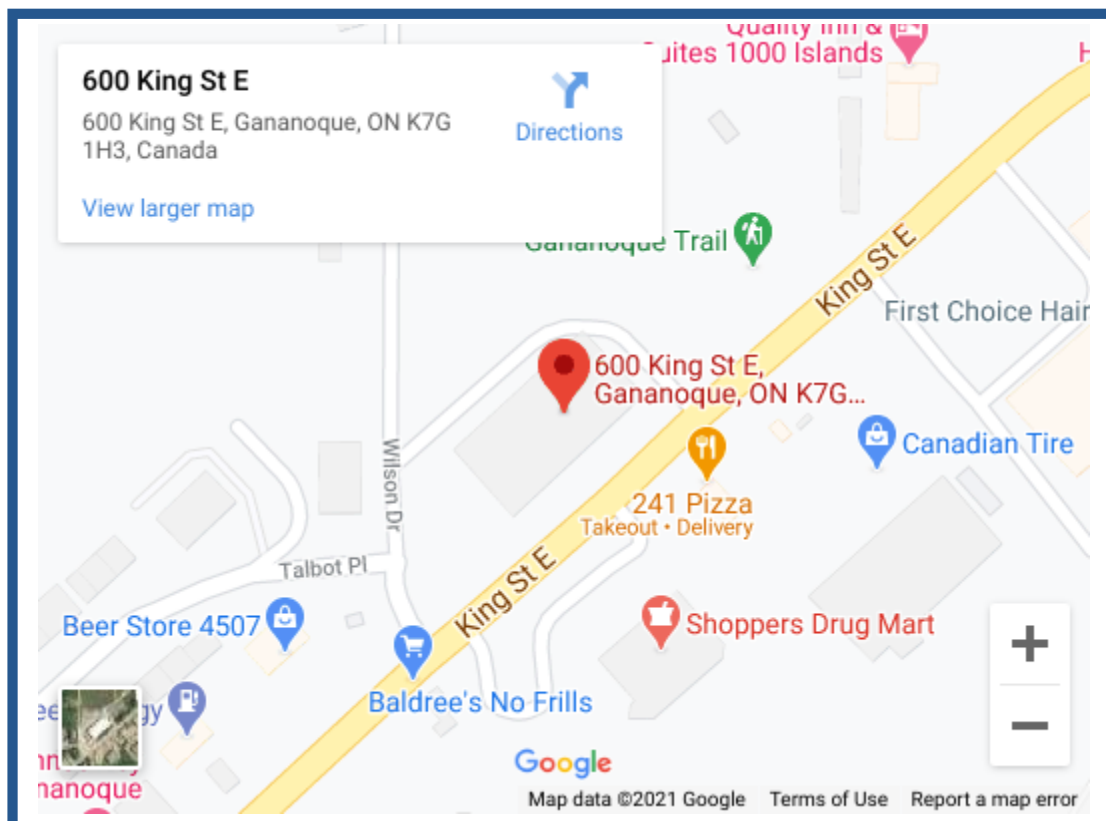 Quality Inn &
Suites 1000 Islands
600 King St E
600 King St E, Gananoque, ON K7G
1H3, Canada
Directions
View larger map
Gananoque Trail
King St E
First Choice Hair
600 King St E,
Gananoque, ON K7G...
Canadian Tire
Wilson Dr
241 Pizza
Takeout • Delivery
Talbot Pl
King St E
Beer Store 4507
Shoppers Drug Mart
Baldree's No Frills
Google
Map data ©2021 Google
Terms of Use
Report a map error